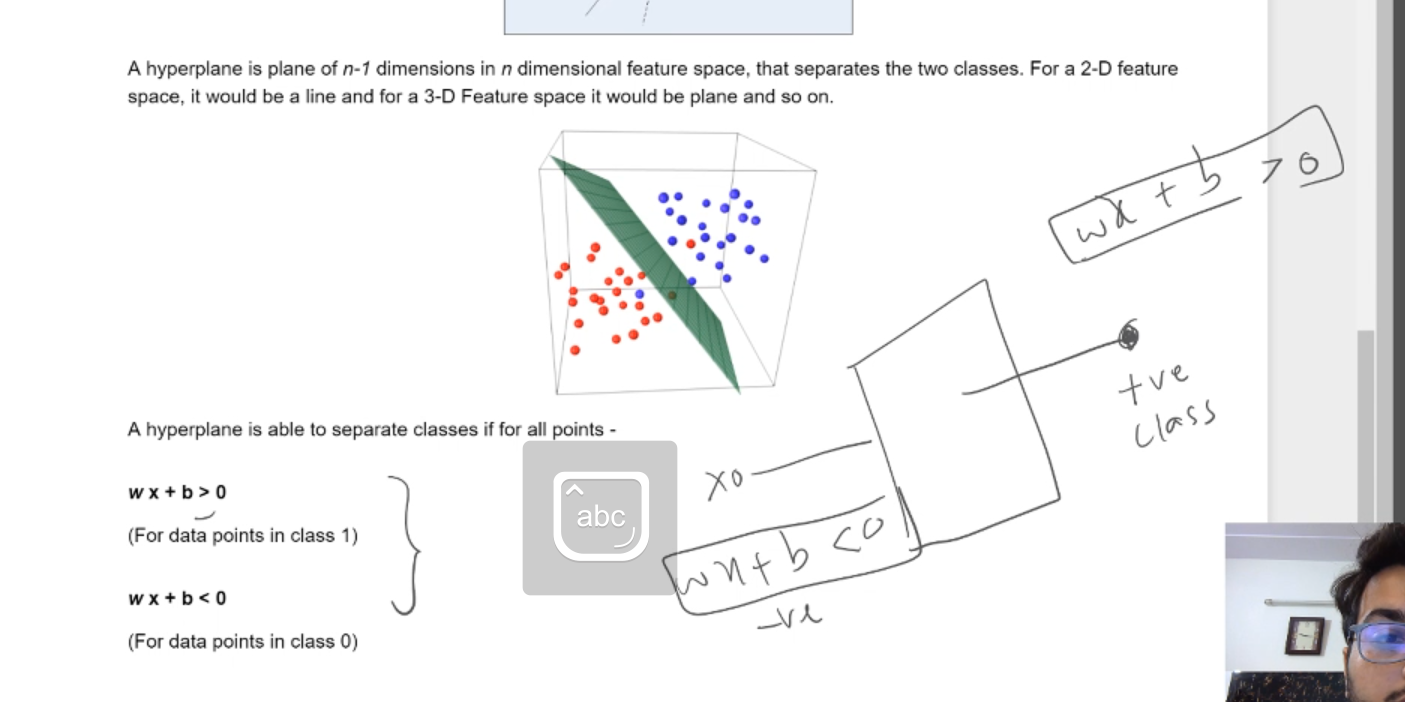 A hyperplane is plane of n-1 dimensions in n dimensional feature space, that separates the two classes. For a 2-D feature
space, it would be a line and for a 3-D Feature space it would be plane and so on.
wx + b > 0
+ve
class
A hyperplane is able to separate classes if for all points -
x0
w x + b > 0
abc
(For data points in class 1)
wx + b < 0
-ve
w x + b < 0
(For data points in class 0)